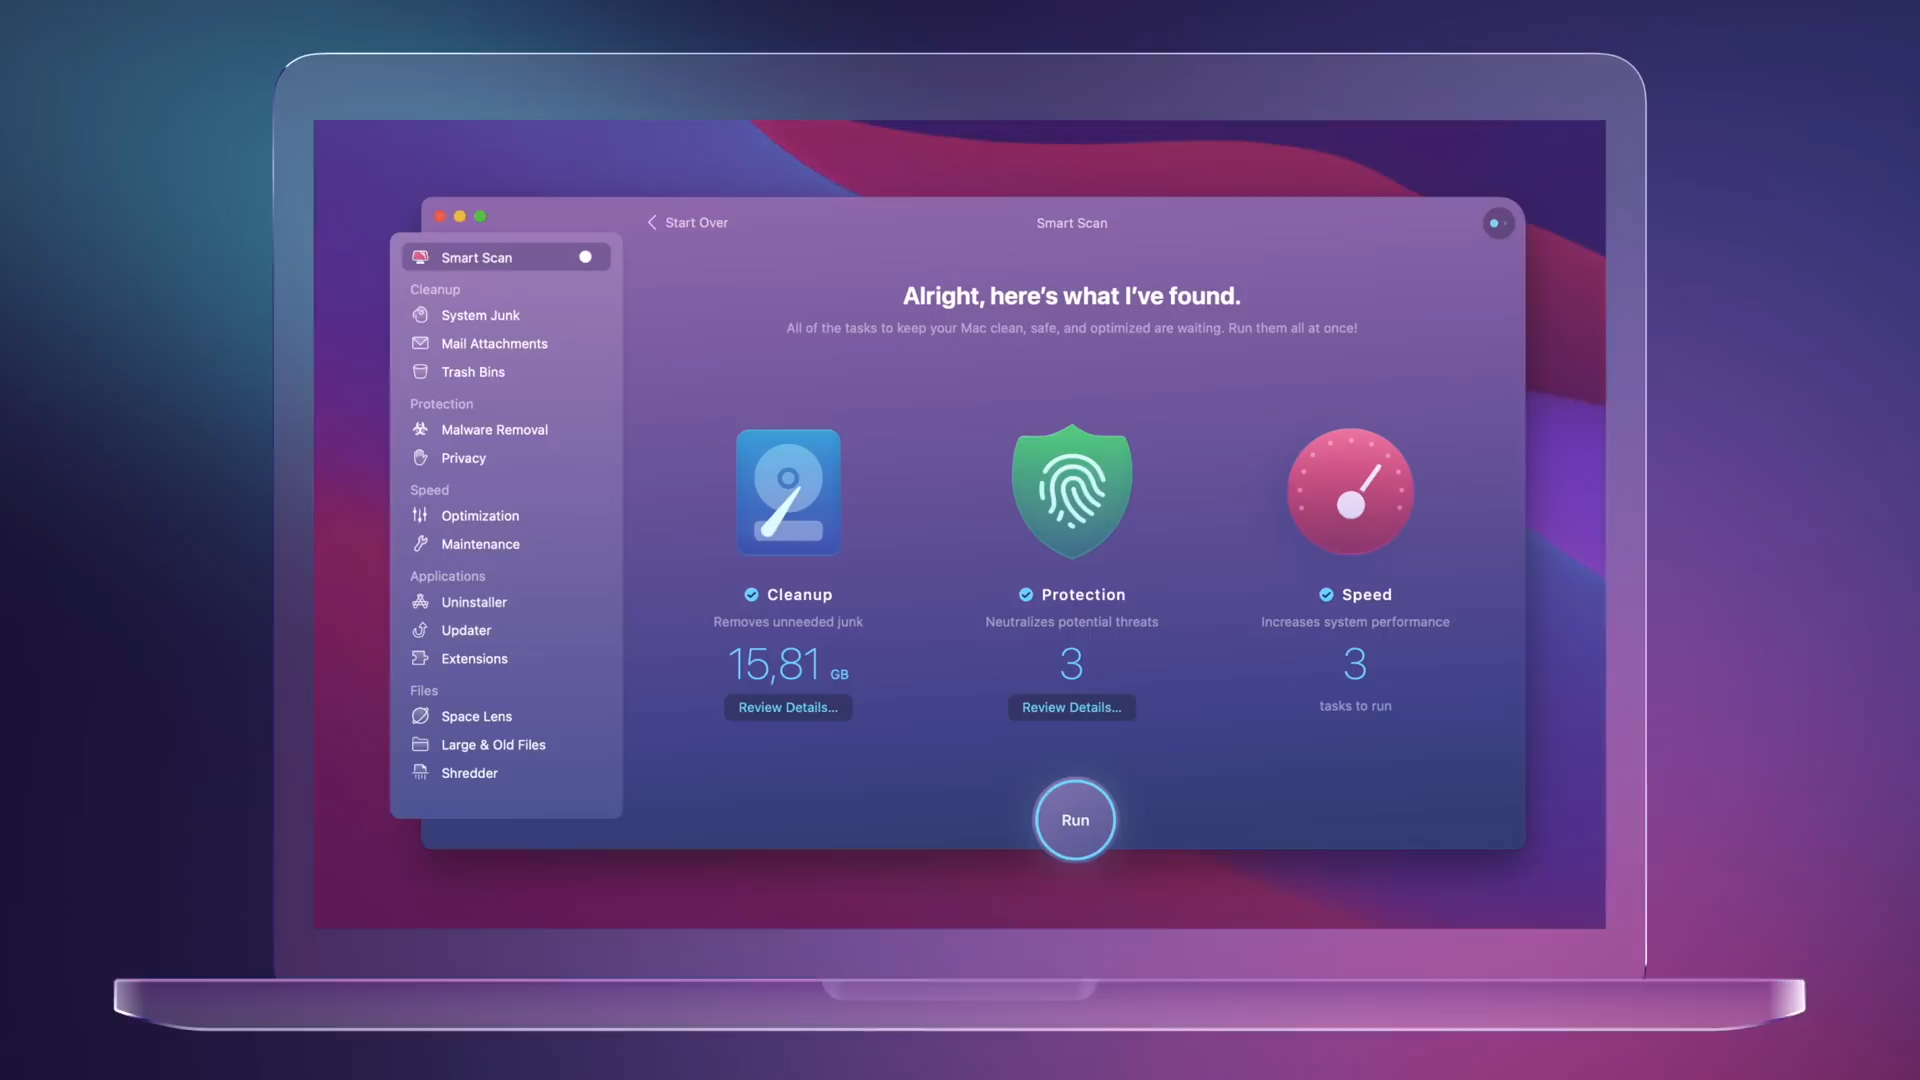 Start Over
Smart Scan
Smart Scan
Cleanup
System Junk
Mail Attachments
Trash Bins
Protection
Malware Removal
Privacy
Speed
Optimization
Maintenance
Applications
Uninstaller
Updater
Extensions
Files
Space Lens
Large & Old Files
Shredder
Alright, here's what I've found.
All of the tasks to keep your Mac clean, safe, and optimized are waiting. Run them all at once!
Cleanup
Removes unneeded junk
15,81 GB
Review Details...
Protection
Neutralizes potential threats
3
Review Details...
Speed
Increases system performance
3
tasks to run
Run